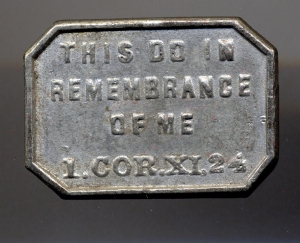 THIS DO IN
REMEMBRANCE
OF ME
1.COR.XI.24